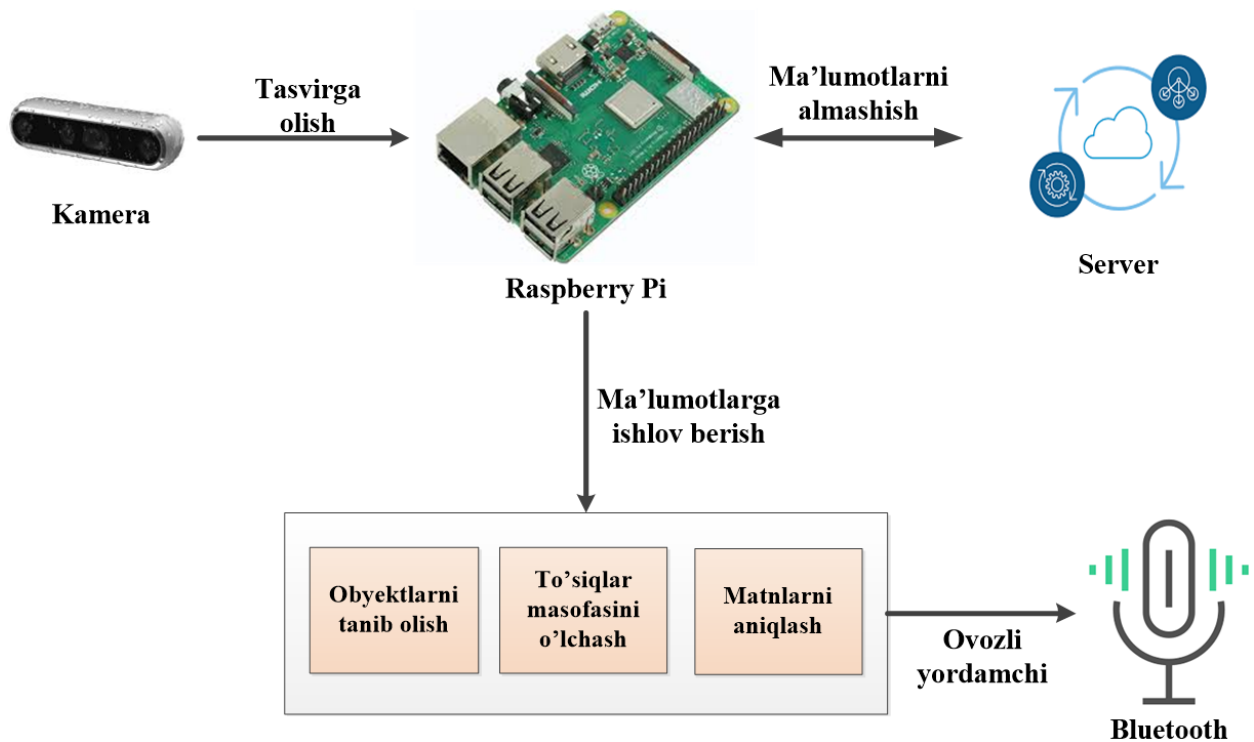 Tasvirga
olish
Ma’lumotlarni
almashish
Kamera
Raspberry Pi
Server
Ma’lumotlarga
ishlov berish
Obyektlarni
tanib olish
To’siqlar
masofasini
o’lchash
Matnlarni
aniqlash
Ovozli
yordamchi
Bluetooth